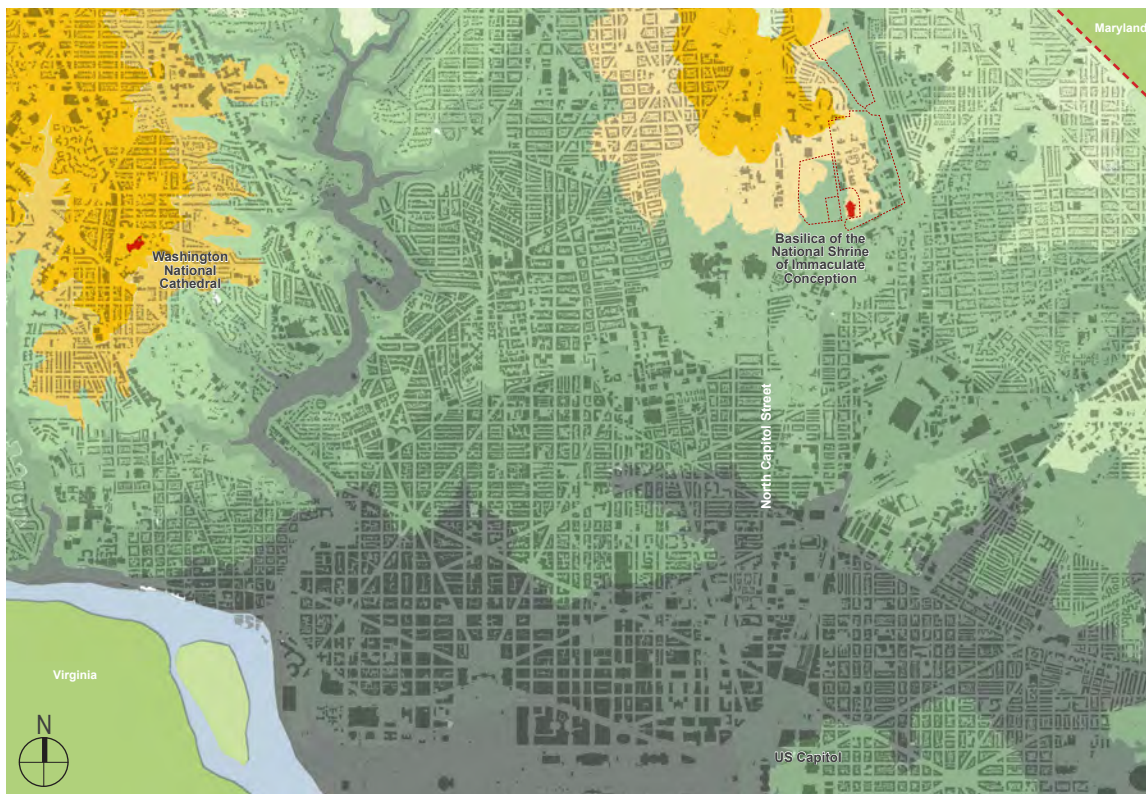 Maryland
Washington
National
Cathedral
Basilica of the
National Shrine
of Immaculate
Conception
North Capitol Street
Virginia
N
US Capitol